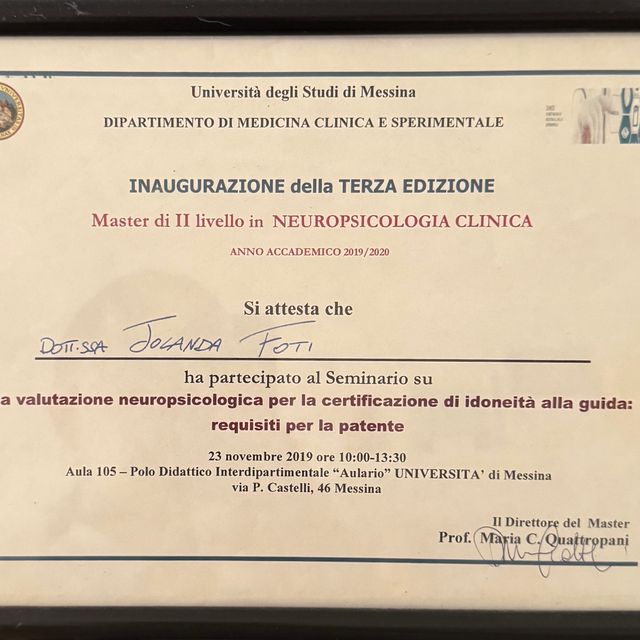 Università degli Studi di Messina
DIPARTIMENTO DI MEDICINA CLINICA E SPERIMENTALE
INAUGURAZIONE della TERZA EDIZIONE
Master di II livello in NEUROPSICOLOGIA CLINICA
ANNO ACCADEMICO 2019/2020
Si attesta che
DOTT.SSA JOLANDA FOTI
ha partecipato al Seminario su
a valutazione neuropsicologica per la certificazione di idoneità alla guida:
requisiti per la patente
23 novembre 2019 ore 10:00-13:30
Aula 105 – Polo Didattico Interdipartimentale “Aulario” UNIVERSITA’ di Messina
via P. Castelli, 46 Messina
Il Direttore del Master
Prof. Maria C. Quattropani